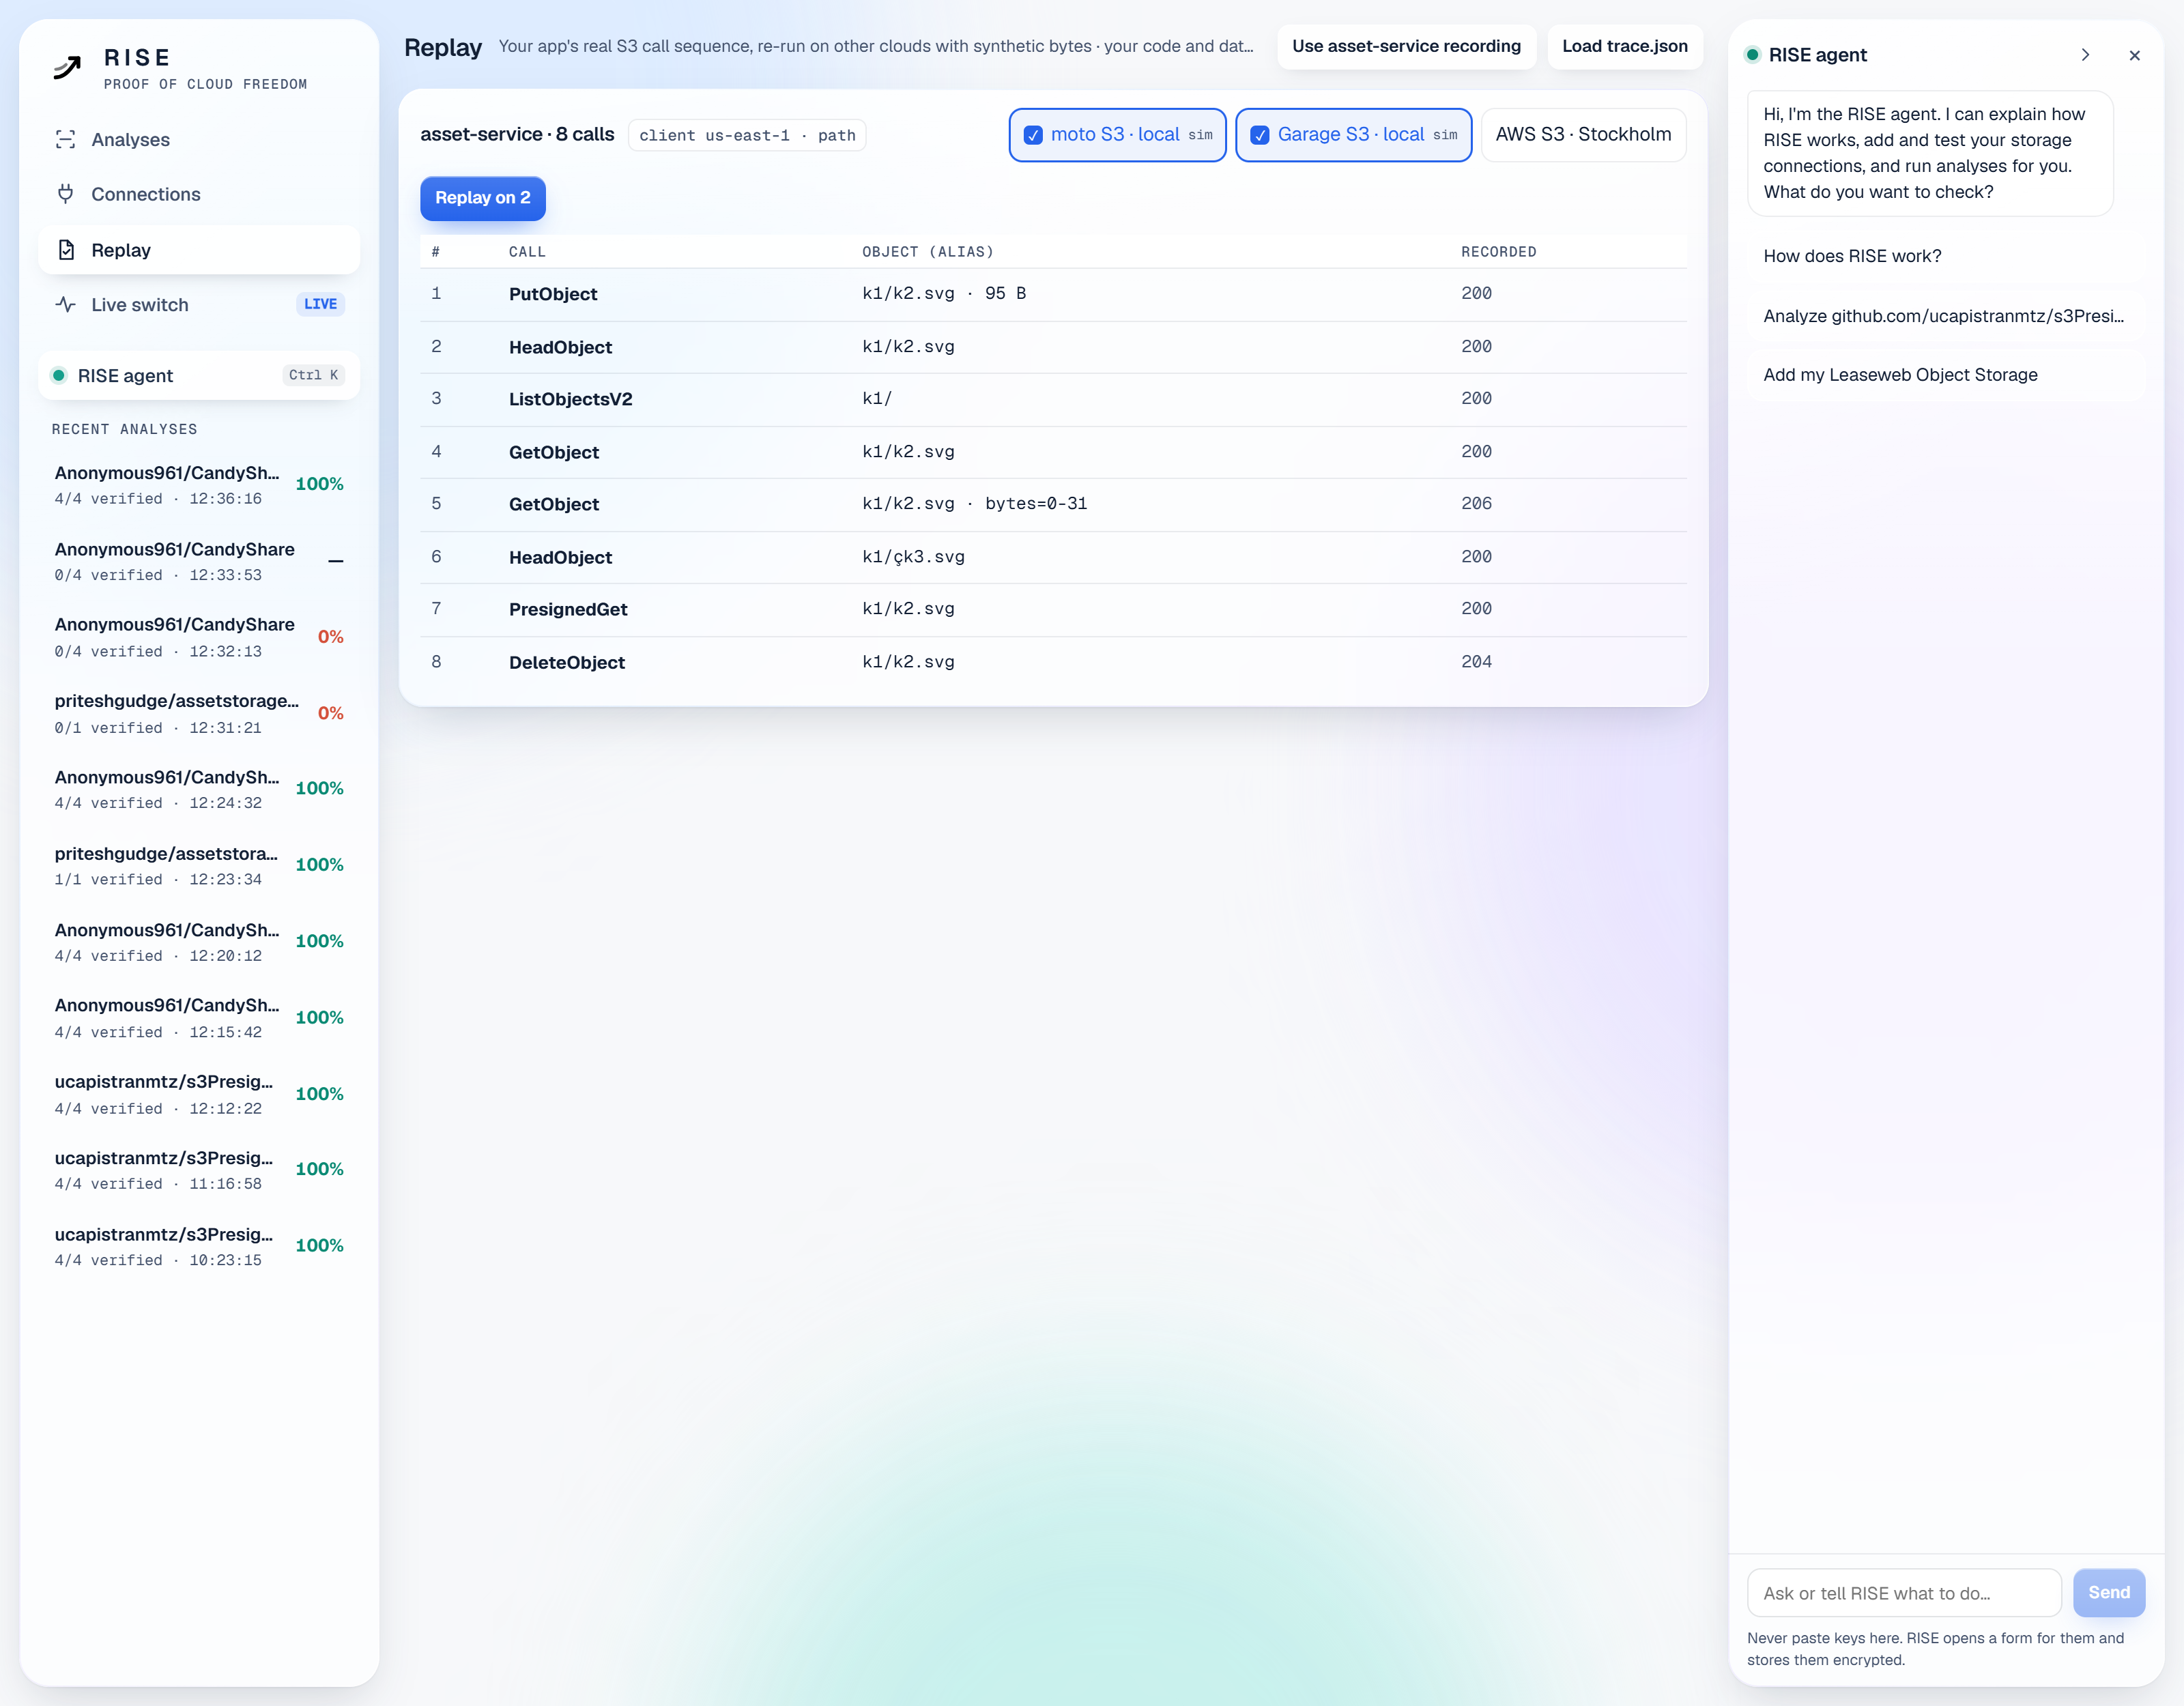 RISE
PROOF OF CLOUD FREEDOM
Analyses
Connections
Replay
Live switch LIVE
RISE agent Ctrl K
RECENT ANALYSES
Anonymous961/CandySh... 100%
4/4 verified · 12:36:16
Anonymous961/CandyShare —
0/4 verified · 12:33:53
Anonymous961/CandyShare 0%
0/4 verified · 12:32:13
priteshgudge/assetstorage... 0%
0/1 verified · 12:31:21
Anonymous961/CandySh... 100%
4/4 verified · 12:24:32
priteshgudge/assetstora... 100%
1/1 verified · 12:23:34
Anonymous961/CandySh... 100%
4/4 verified · 12:20:12
Anonymous961/CandySh... 100%
4/4 verified · 12:15:42
ucapistranmtz/s3Presig... 100%
4/4 verified · 12:12:22
ucapistranmtz/s3Presig... 100%
4/4 verified · 11:16:58
ucapistranmtz/s3Presig... 100%
4/4 verified · 10:23:15
Replay Your app's real S3 call sequence, re-run on other clouds with synthetic bytes · your code and dat... Use asset-service recording Load trace.json
asset-service · 8 calls client us-east-1 · path moto S3 · local sim Garage S3 · local sim AWS S3 · Stockholm
Replay on 2
# CALL OBJECT (ALIAS) RECORDED
1 PutObject k1/k2.svg · 95 B 200
2 HeadObject k1/k2.svg 200
3 ListObjectsV2 k1/ 200
4 GetObject k1/k2.svg 200
5 GetObject k1/k2.svg · bytes=0-31 206
6 HeadObject k1/çk3.svg 200
7 PresignedGet k1/k2.svg 200
8 DeleteObject k1/k2.svg 204
RISE agent
Hi, I'm the RISE agent. I can explain how
RISE works, add and test your storage
connections, and run analyses for you.
What do you want to check?
How does RISE work?
Analyze github.com/ucapistranmtz/s3Presi...
Add my Leaseweb Object Storage
Ask or tell RISE what to do... Send
Never paste keys here. RISE opens a form for them and
stores them encrypted.